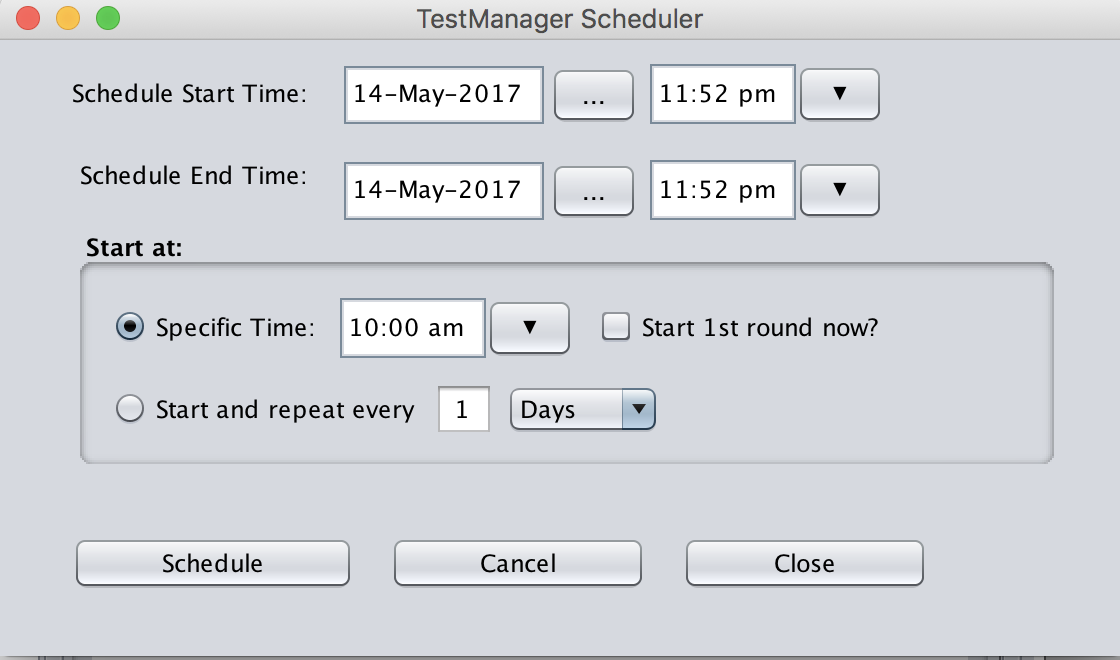 TestManager Scheduler
Schedule Start Time: 14-May-2017 ... 11:52 pm ▼
Schedule End Time: 14-May-2017 ... 11:52 pm ▼
Start at:
Specific Time: 10:00 am ▼ Start 1st round now?
Start and repeat every 1 Days ▼
Schedule Cancel Close